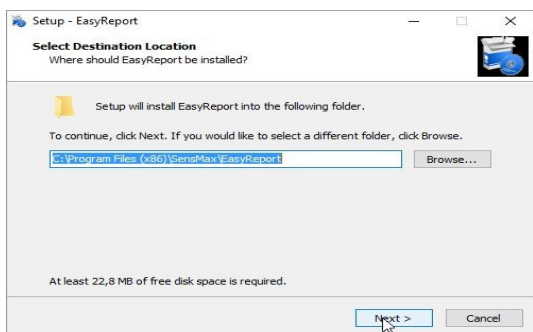 Setup - EasyReport
Select Destination Location
Where should EasyReport be installed?
Setup will install EasyReport into the following folder.
To continue, click Next. If you would like to select a different folder, click Browse.
C:\Program Files (x86)\SensMax\EasyReport
Browse...
At least 22,8 MB of free disk space is required.
Next >
Cancel